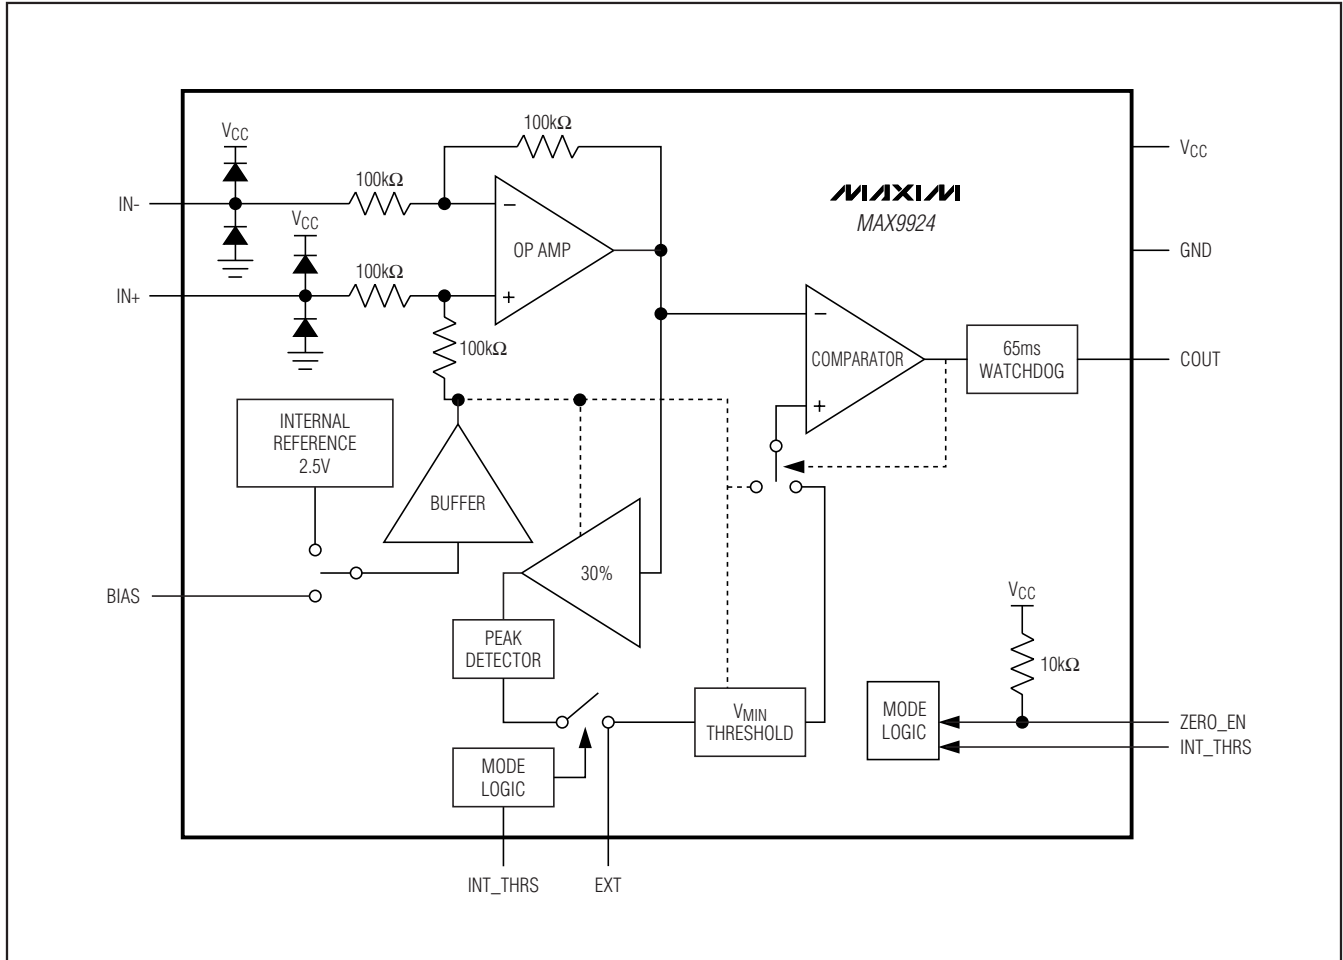 VCC
100kΩ
100kΩ
VCC
MAXIM
MAX9924
IN-
VCC
−
OP AMP
GND
100kΩ
IN+
+
−
100kΩ
COMPARATOR
65ms
WATCHDOG
COUT
+
INTERNAL
REFERENCE
2.5V
BUFFER
30%
BIAS
VCC
PEAK
DETECTOR
10kΩ
VMIN
THRESHOLD
MODE
LOGIC
ZERO_EN
INT_THRS
MODE
LOGIC
INT_THRS
EXT